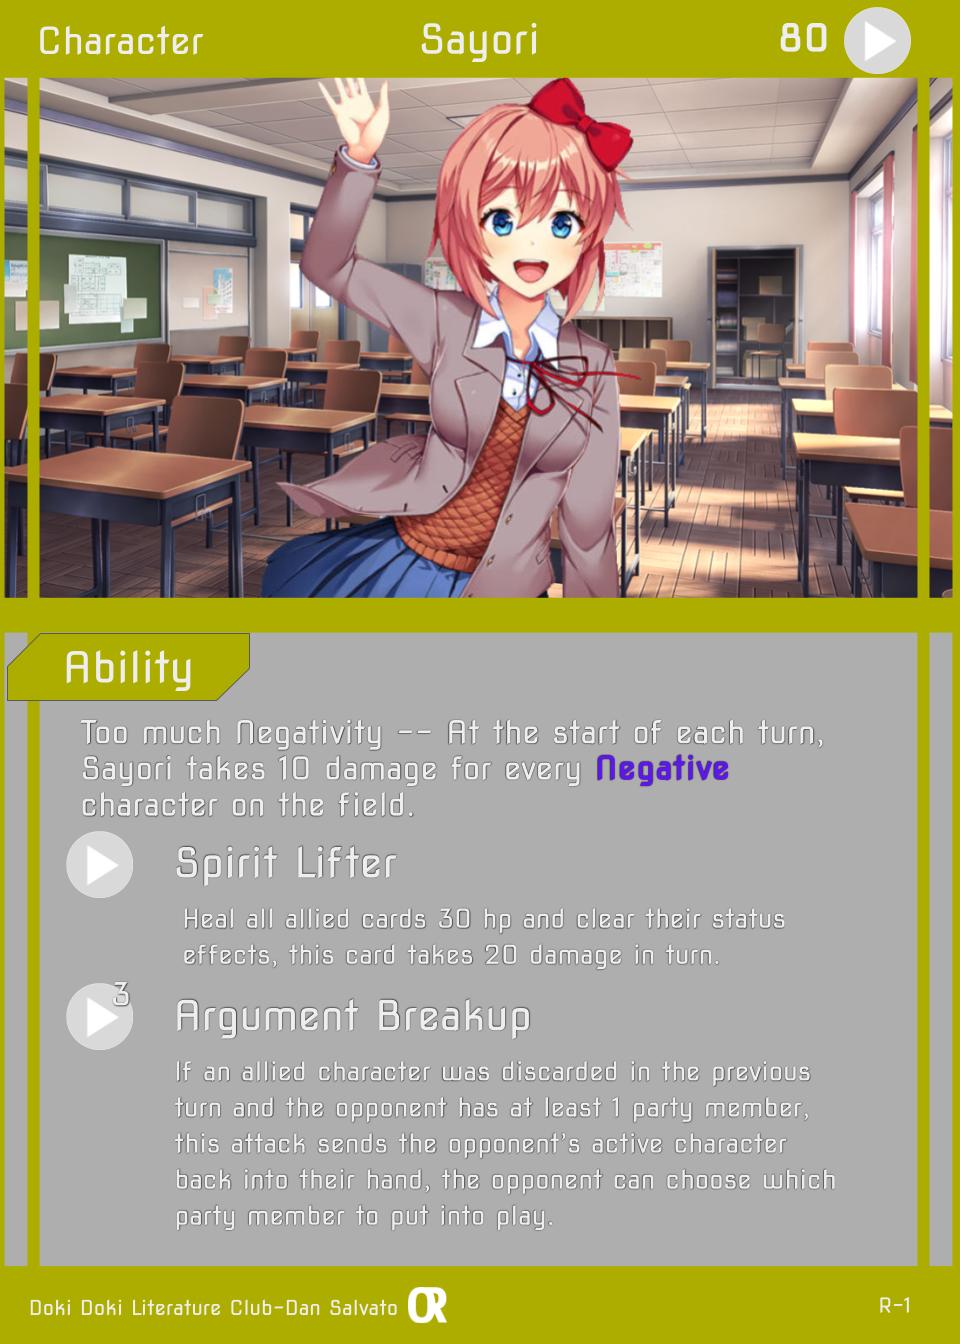 Character Sayori 80
Ability
Too much Negativity -- At the start of each turn,
Sayori takes 10 damage for every Negative
character on the field.
Spirit Lifter
Heal all allied cards 30 hp and clear their status
effects, this card takes 20 damage in turn.
3
Argument Breakup
If an allied character was discarded in the previous
turn and the opponent has at least 1 party member,
this attack sends the opponent's active character
back into their hand, the opponent can choose which
party member to put into play.
Doki Doki Literature Club-Dan Salvato OR R-1